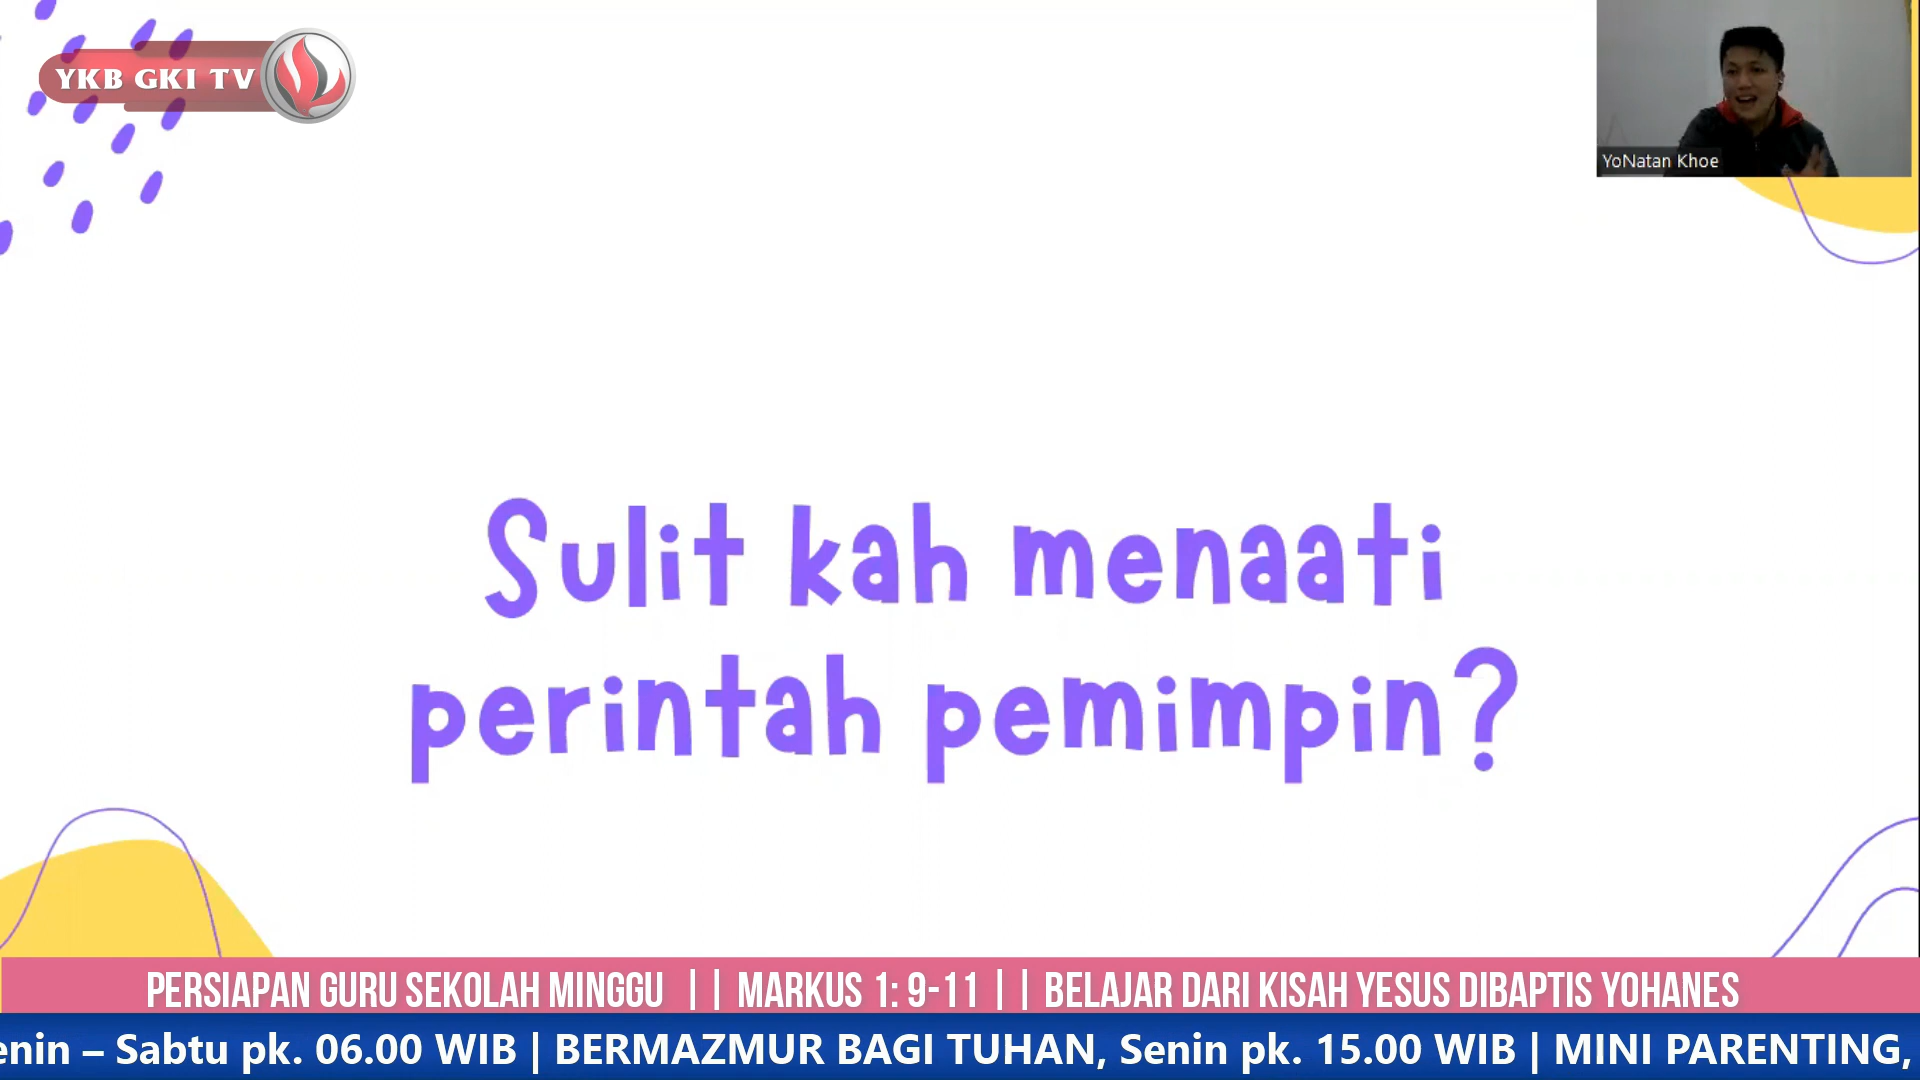 YKB GKI TV
YoNatan Khoe
Sulit kah menaati
perintah pemimpin?
PERSIAPAN GURU SEKOLAH MINGGU || MARKUS 1: 9-11 || BELAJAR DARI KISAH YESUS DIBAPTIS YOHANES
enin – Sabtu pk. 06.00 WIB | BERMAZMUR BAGI TUHAN, Senin pk. 15.00 WIB | MINI PARENTING,